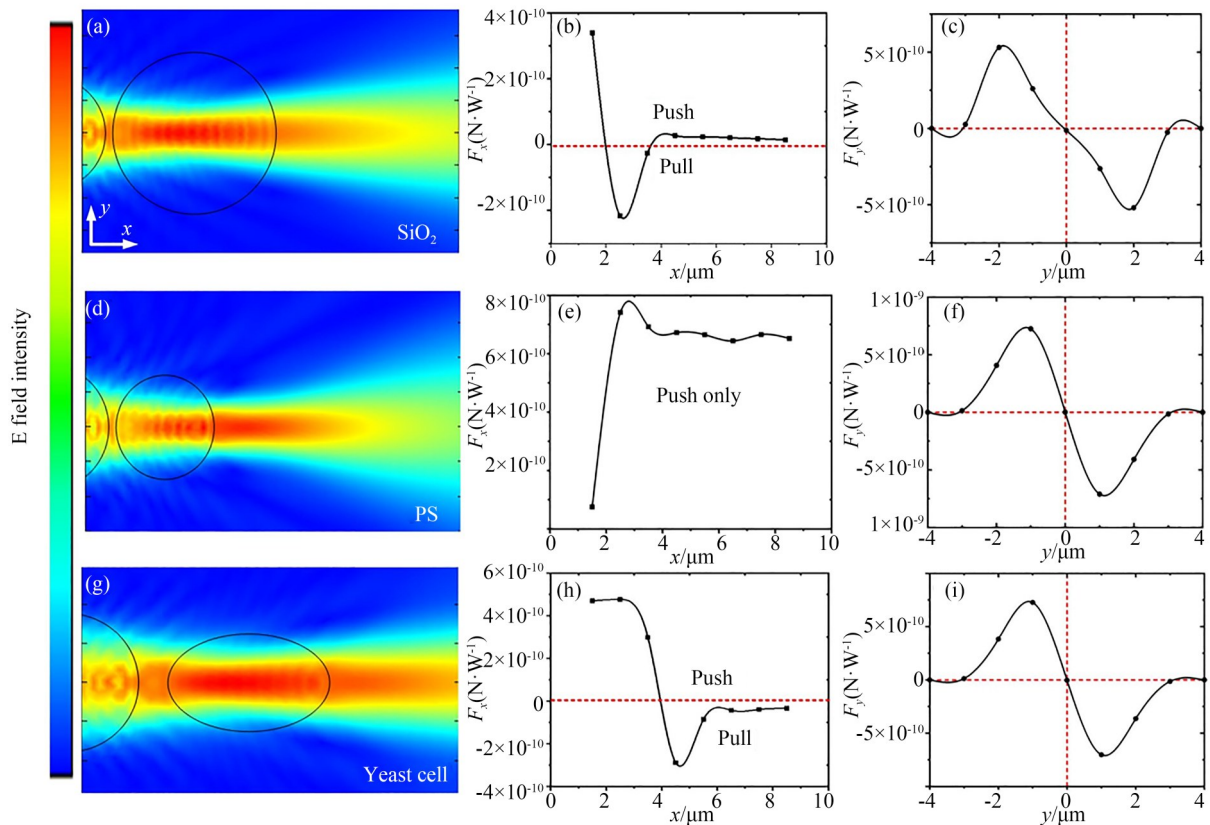 E field intensity
(a)
y
x
SiO₂
(b)
4×10⁻¹⁰
2×10⁻¹⁰
0
-2×10⁻¹⁰
Fₓ(N·W⁻¹)
Push
Pull
0 2 4 6 8 10
x/μm
(c)
5×10⁻¹⁰
0
-5×10⁻¹⁰
Fᵧ(N·W⁻¹)
-4 -2 0 2 4
y/μm
(d)
PS
(e)
8×10⁻¹⁰
6×10⁻¹⁰
4×10⁻¹⁰
2×10⁻¹⁰
Fₓ(N·W⁻¹)
Push only
0 2 4 6 8 10
x/μm
(f)
1×10⁻⁹
5×10⁻¹⁰
0
-5×10⁻¹⁰
1×10⁻⁹
Fᵧ(N·W⁻¹)
-4 -2 0 2 4
y/μm
(g)
Yeast cell
(h)
6×10⁻¹⁰
4×10⁻¹⁰
2×10⁻¹⁰
0
-2×10⁻¹⁰
-4×10⁻¹⁰
Fₓ(N·W⁻¹)
Push
Pull
0 2 4 6 8 10
x/μm
(i)
5×10⁻¹⁰
0
-5×10⁻¹⁰
Fᵧ(N·W⁻¹)
-4 -2 0 2 4
y/μm